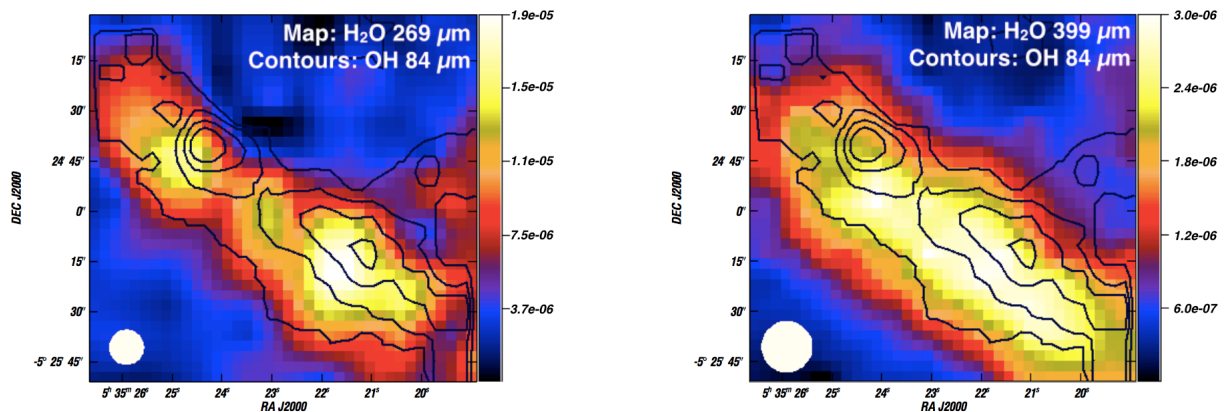 Map: H₂O 269 μm
Contours: OH 84 μm
1.9e-05
1.5e-05
1.1e-05
7.5e-06
3.7e-06
DEC J2000
15"
30"
24 45"
0"
15"
30"
-5° 25 45"
5ʰ 35ᵐ 26ˢ
25ˢ
24ˢ
23ˢ
22ˢ
21ˢ
20ˢ
RA J2000
Map: H₂O 399 μm
Contours: OH 84 μm
3.0e-06
2.4e-06
1.8e-06
1.2e-06
6.0e-07
DEC J2000
15"
30"
24 45"
0"
15"
30"
-5° 25 45"
5ʰ 35ᵐ 26ˢ
25ˢ
24ˢ
23ˢ
22ˢ
21ˢ
20ˢ
RA J2000